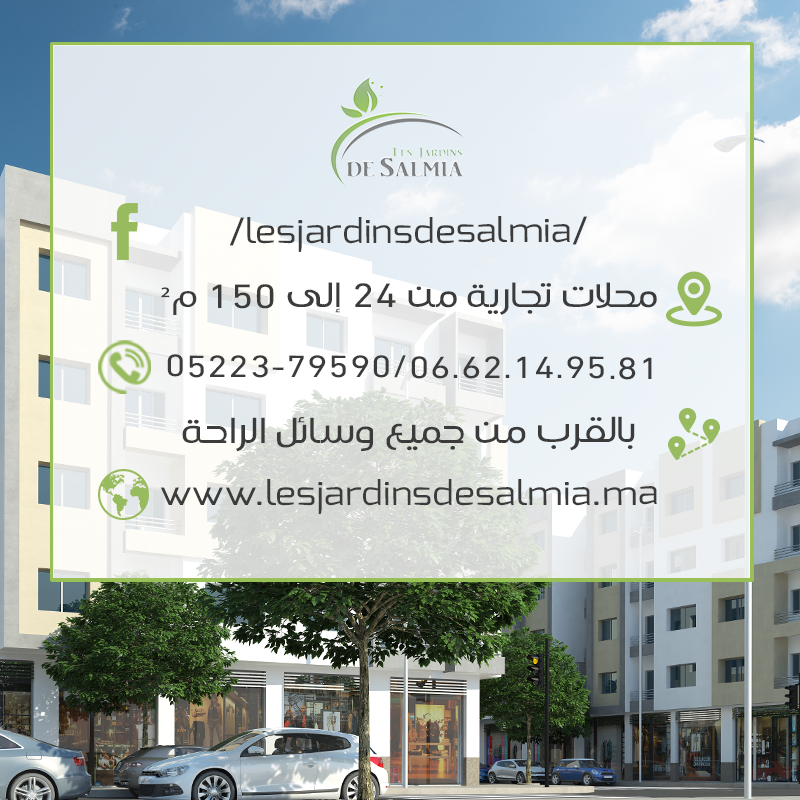 LES JARDINS
DE SALMIA
/lesjardinsdesalmia/
محلات تجارية من 24 إلى 150 م²
05223-79590/06.62.14.95.81
بالقرب من جميع وسائل الراحة
www.lesjardinsdesalmia.ma